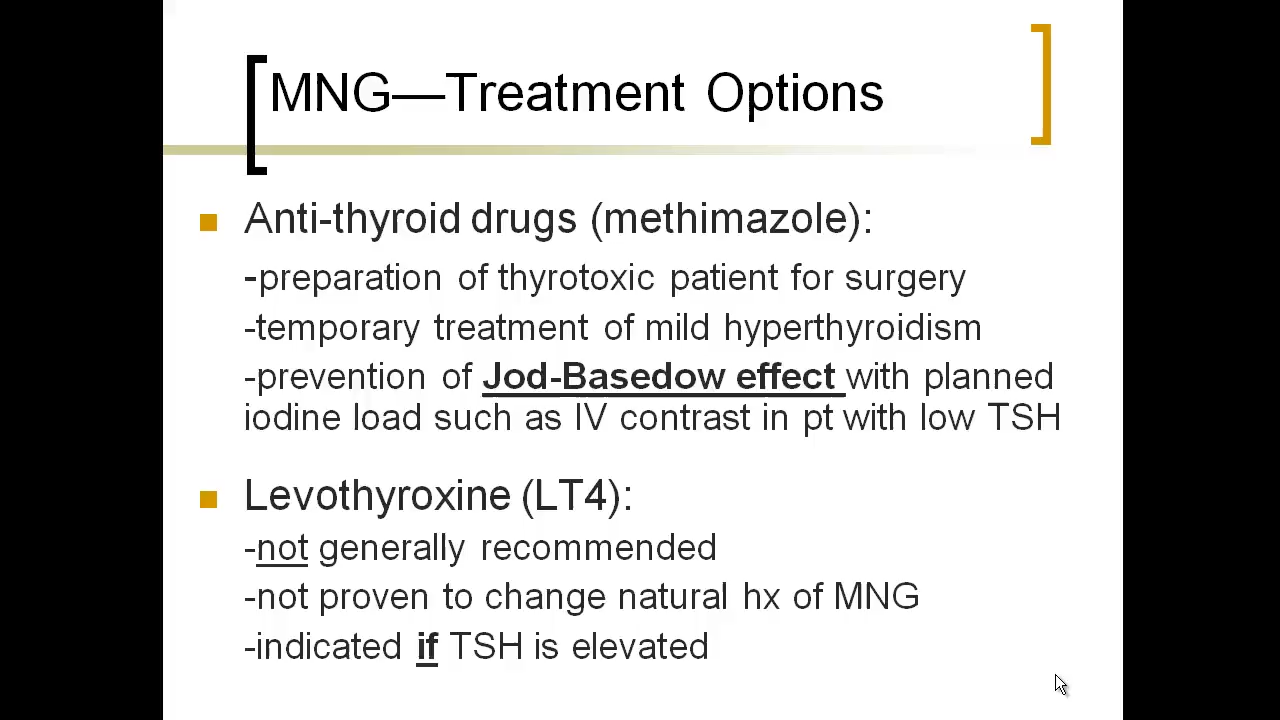 MNG—Treatment Options
Anti-thyroid drugs (methimazole):
-preparation of thyrotoxic patient for surgery
-temporary treatment of mild hyperthyroidism
-prevention of Jod-Basedow effect with planned
iodine load such as IV contrast in pt with low TSH
Levothyroxine (LT4):
-not generally recommended
-not proven to change natural hx of MNG
-indicated if TSH is elevated